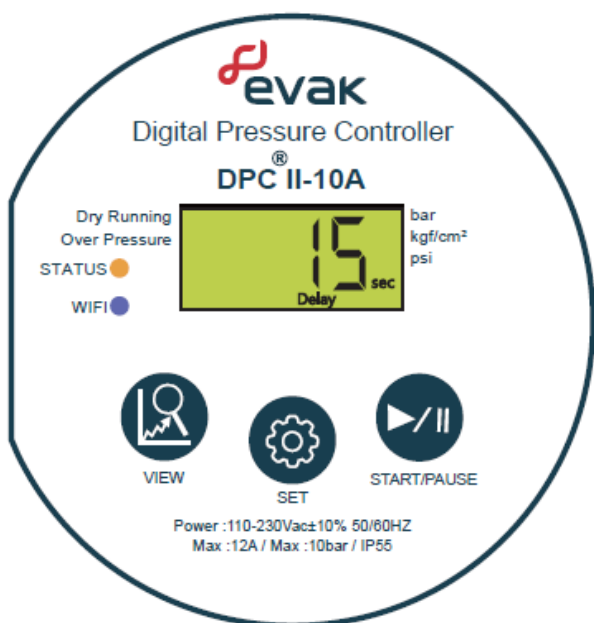 evak
Digital Pressure Controller
®
DPC II-10A
Dry Running
Over Pressure
STATUS
WIFI
15 sec
Delay
bar
kgf/cm²
psi
VIEW
SET
START/PAUSE
Power :110-230Vac±10% 50/60HZ
Max :12A / Max :10bar / IP55